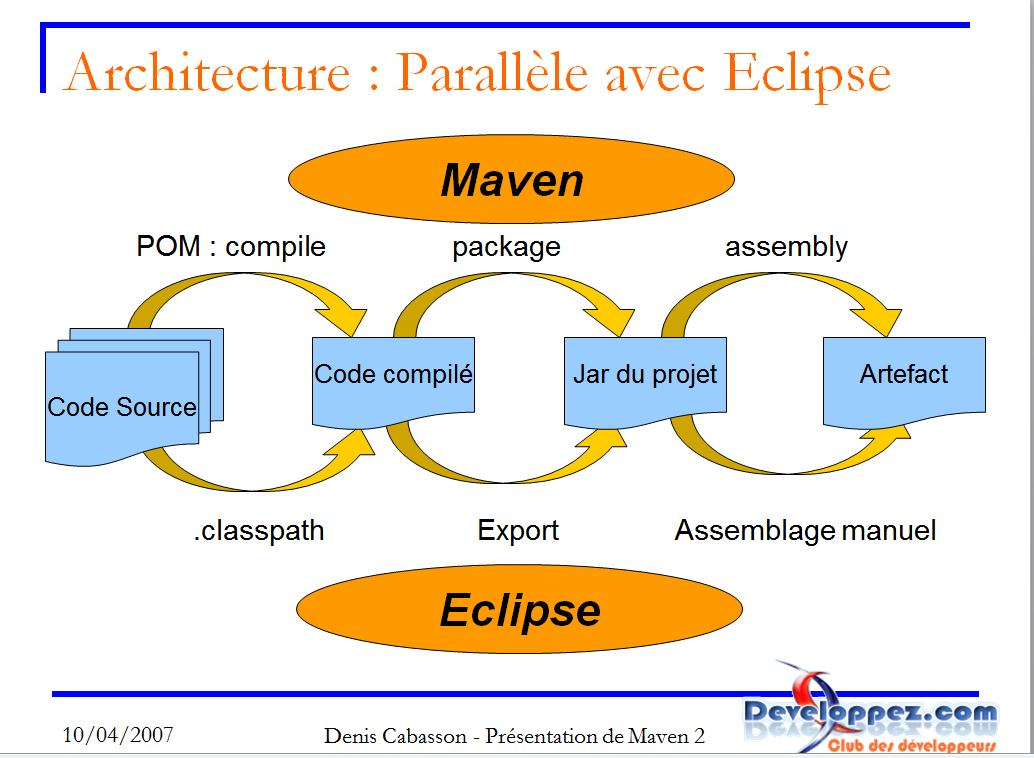 Architecture : Parallèle avec Eclipse
Maven
POM : compile
package
assembly
Code Source
Code compilé
Jar du projet
Artefact
.classpath
Export
Assemblage manuel
Eclipse
10/04/2007
Denis Cabasson - Présentation de Maven 2
Developpez.com
Club des développeurs